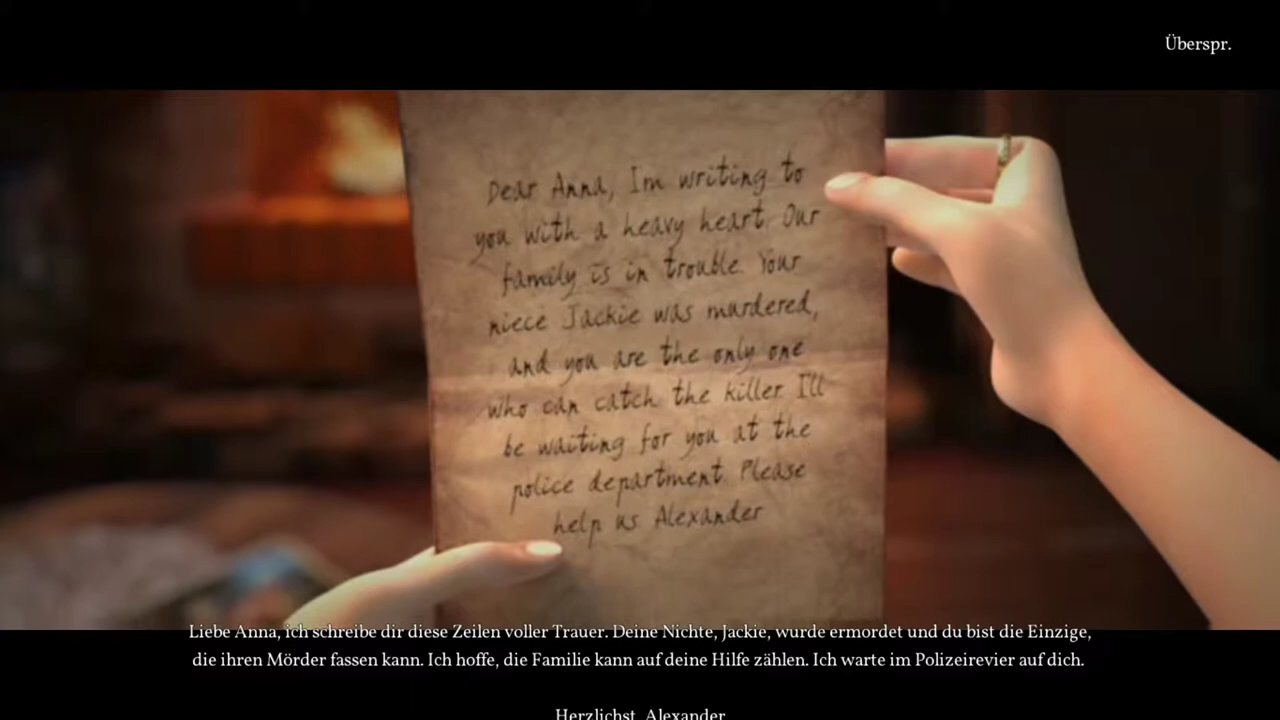 Überspr.
Dear Anna, Im writing to
you with a heavy heart. Our
family is in trouble. Your
niece Jackie was murdered,
and you are the only one
who can catch the killer. Ill
be waiting for you at the
police department. Please
help us Alexander
Liebe Anna, ich schreibe dir diese Zeilen voller Trauer. Deine Nichte, Jackie, wurde ermordet und du bist die Einzige,
die ihren Mörder fassen kann. Ich hoffe, die Familie kann auf deine Hilfe zählen. Ich warte im Polizeirevier auf dich.
Herzlichst, Alexander